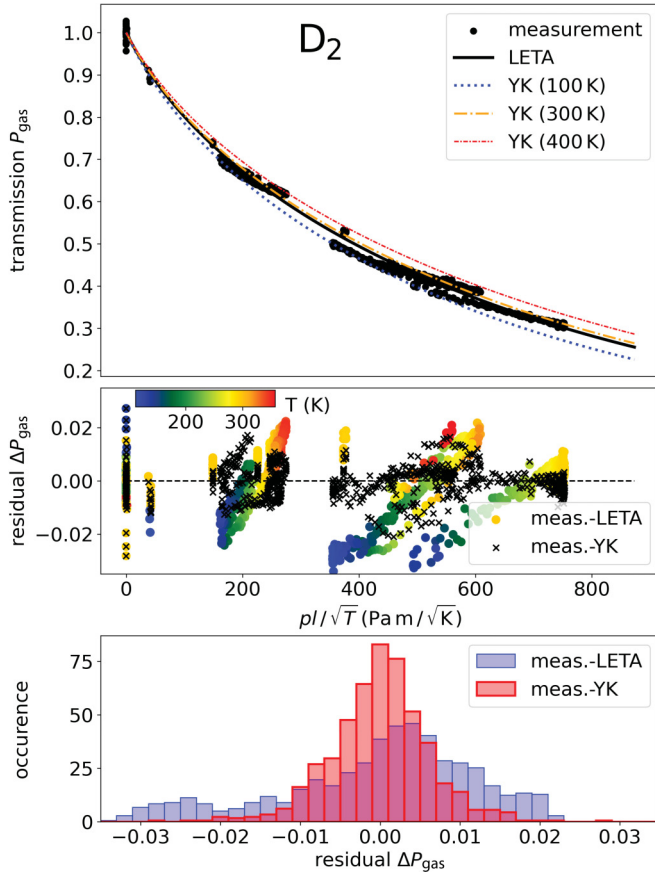 D₂
measurement
LETA
YK (100 K)
YK (300 K)
YK (400 K)
1.0
0.9
0.8
0.7
0.6
0.5
0.4
0.3
0.2
transmission P_gas
200 300 T (K)
0.02
0.00
−0.02
residual ΔP_gas
meas.-LETA
meas.-YK
0 200 400 600 800
pl/√T (Pa m/√K)
75
50
25
0
occurence
meas.-LETA
meas.-YK
−0.03 −0.02 −0.01 0.00 0.01 0.02 0.03
residual ΔP_gas